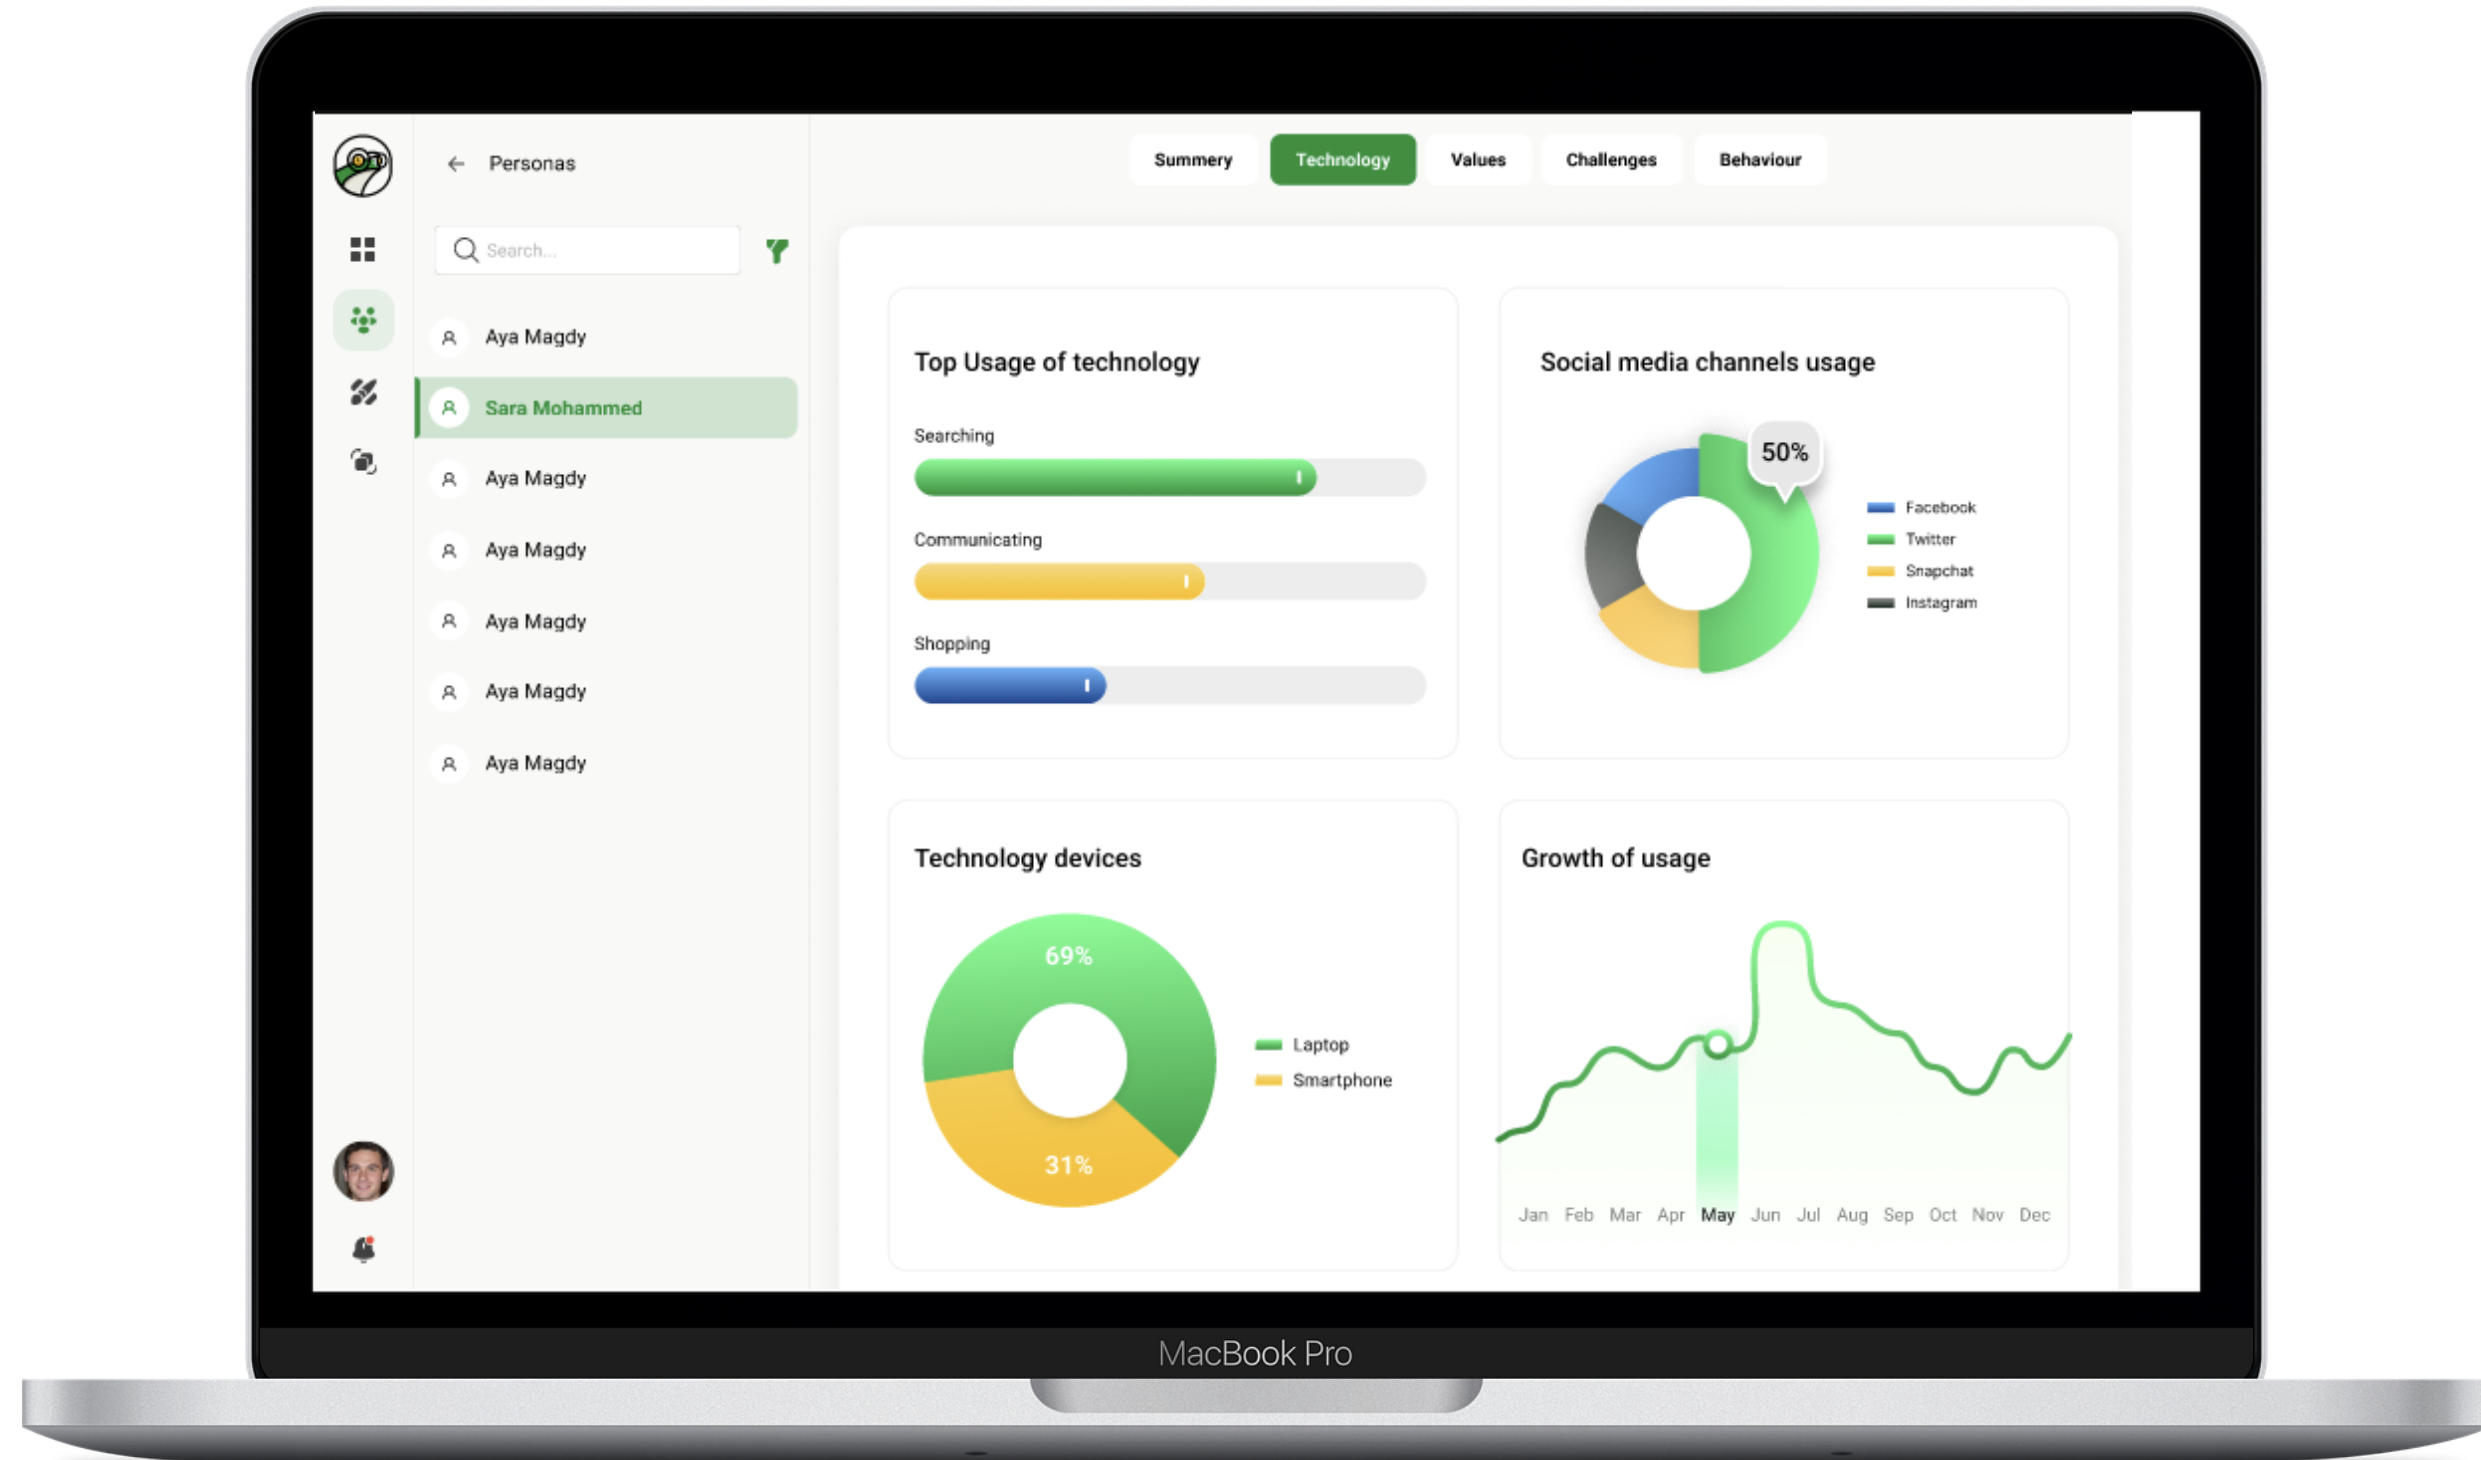 Personas
Search...
Aya Magdy
Sara Mohammed
Aya Magdy
Aya Magdy
Aya Magdy
Aya Magdy
Aya Magdy
Summery
Technology
Values
Challenges
Behaviour
Top Usage of technology
Searching
Communicating
Shopping
Social media channels usage
50%
Facebook
Twitter
Snapchat
Instagram
Technology devices
69%
31%
Laptop
Smartphone
Growth of usage
Jan Feb Mar Apr May Jun Jul Aug Sep Oct Nov Dec
MacBook Pro